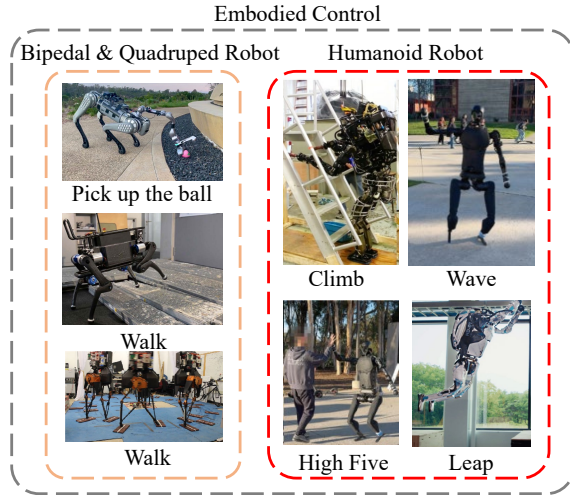 Embodied Control
Bipedal & Quadruped Robot
Humanoid Robot
Pick up the ball
Walk
Walk
Climb
Wave
High Five
Leap